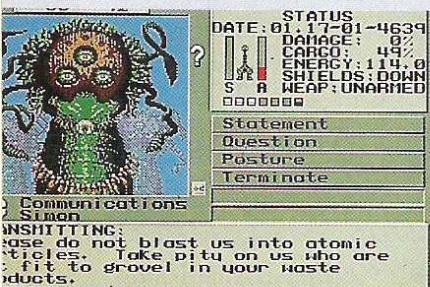 STATUS
DATE:01.17-01-4639
DAMAGE: 0%
CARGO: 49%
ENERGY:114.0
SHIELDS:DOWN
WEAP:UNARMED
S A
?
Statement
Question
Posture
Terminate
Communications
Simon
ANSMITTING:
ease do not blast us into atomic
rticles. Take pity on us who are
t fit to grovel in your waste
oducts.